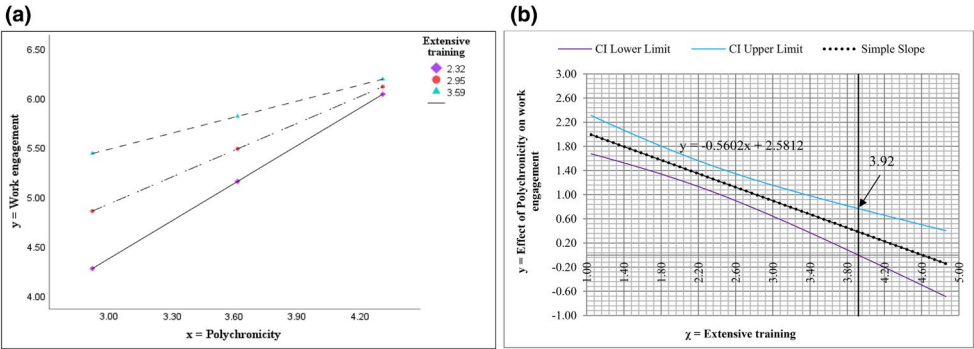 (a)
Extensive
training
2.32
2.95
3.59
6.50
6.00
5.50
5.00
4.50
4.00
y = Work engagement
3.00
3.30
3.60
3.90
4.20
x = Polychronicity
(b)
CI Lower Limit
CI Upper Limit
Simple Slope
3.00
2.60
2.20
1.80
1.40
1.00
0.60
0.20
-0.20
-0.60
-1.00
y = Effect of Polychronicity on work
engagement
y = -0.5602x + 2.5812
3.92
1.00
1.40
1.80
2.20
2.60
3.00
3.40
3.80
4.20
4.60
5.00
χ = Extensive training